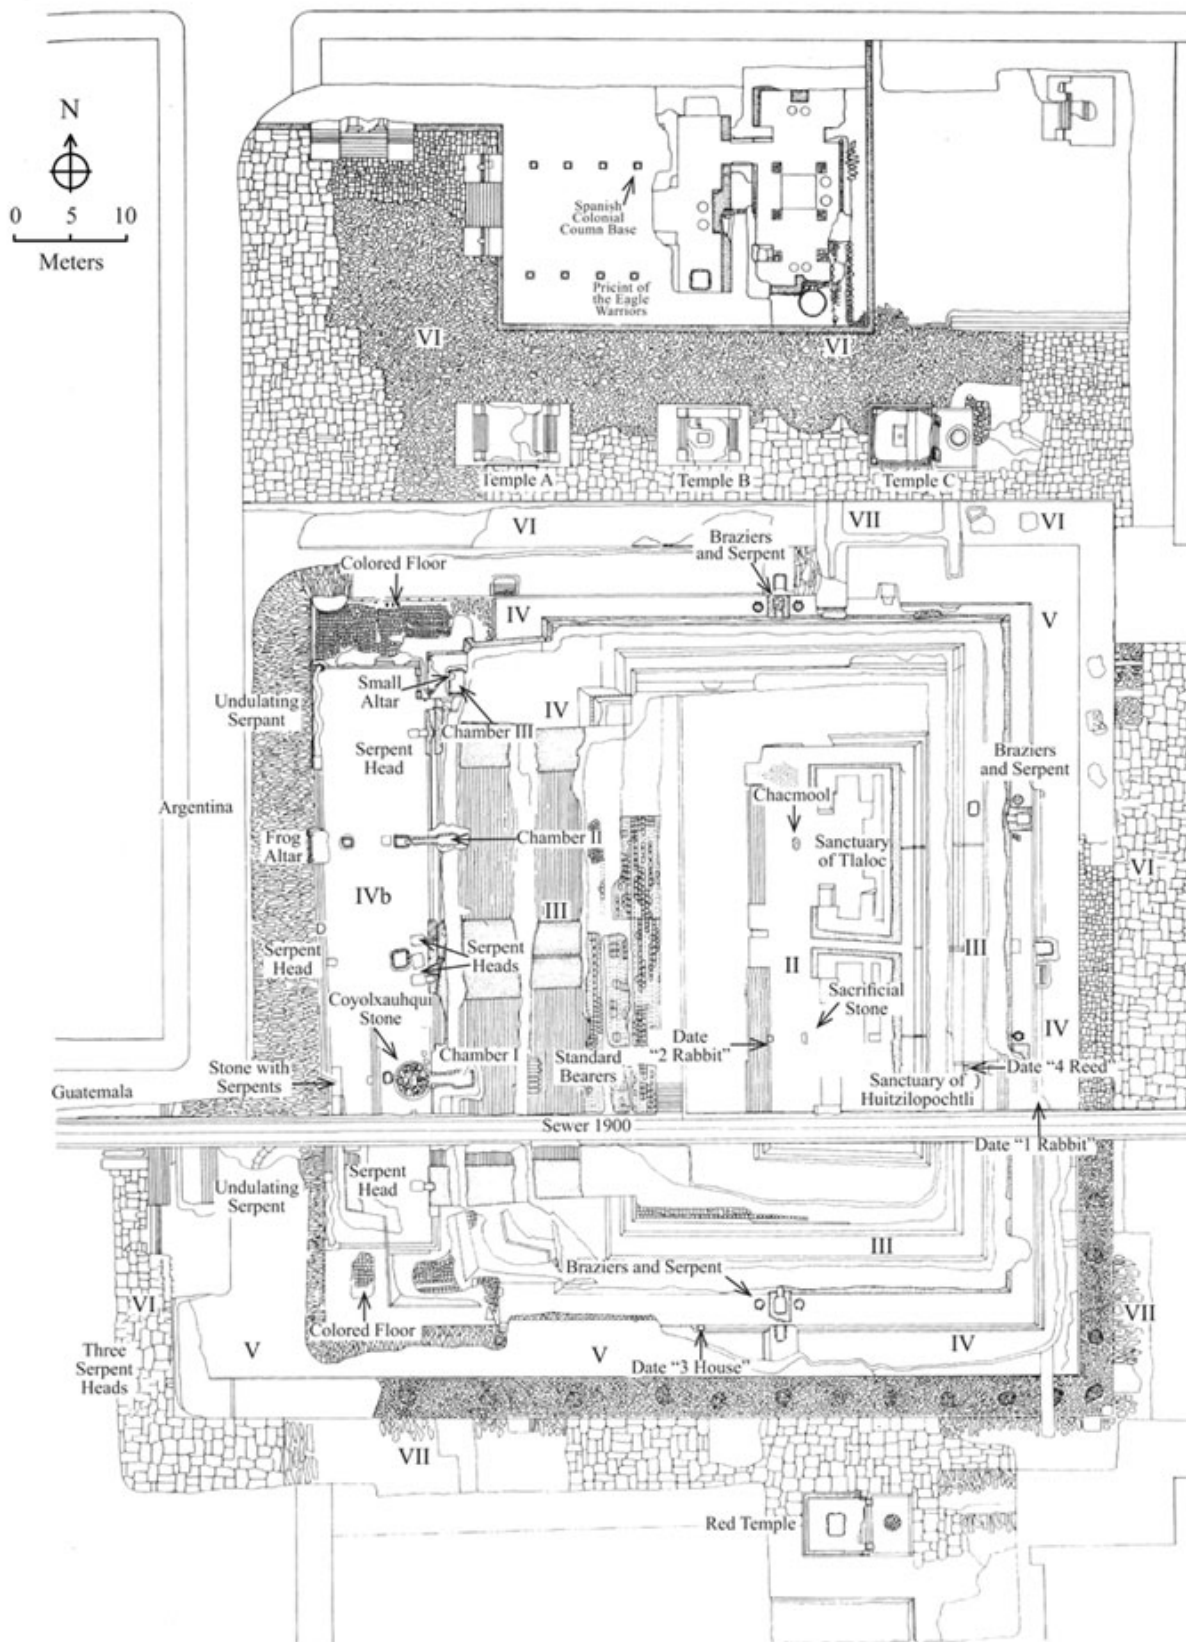 N
0 5 10
Meters
Spanish
Colonial
Coumn Base
Pricint of
the Eagle
Warriors
VI
VI
Temple A
Temple B
Temple C
VI
VII
VI
Braziers
and Serpent
Colored Floor
IV
V
Small
Altar
Undulating
Serpant
IV
Chamber III
Serpent
Head
Braziers
and Serpent
Chacmool
Argentina
Frog
Altar
Chamber II
Sanctuary
of Tlaloc
VI
IVb
III
III
Serpent
Head
Serpent
Heads
II
Sacrificial
Stone
Coyolxauhqui
Stone
IV
Date
"2 Rabbit"
Chamber I
Standard
Bearers
Stone with
Serpents
Date "4 Reed"
Sanctuary of
Huitzilopochtli
Guatemala
Sewer 1900
Date "1 Rabbit"
Undulating
Serpent
Serpent
Head
III
Braziers and Serpent
VI
VII
Colored Floor
V
V
IV
Date "3 House"
Three
Serpent
Heads
VII
Red Temple